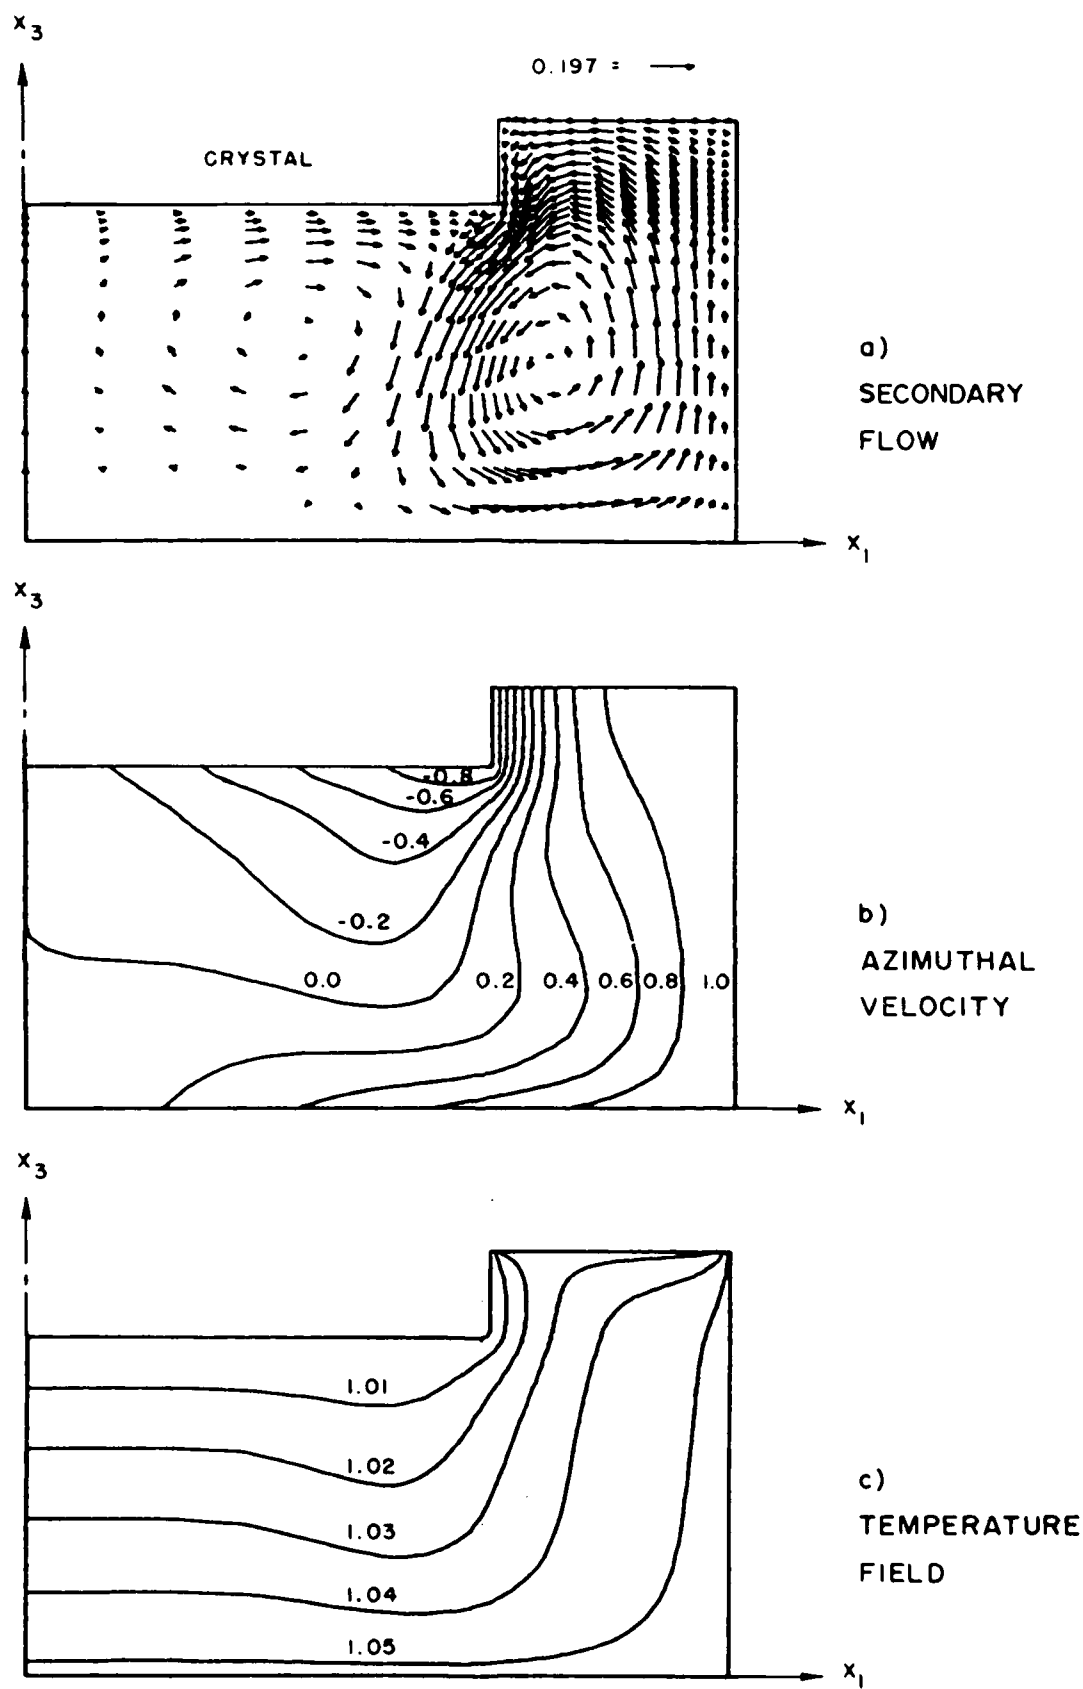 X3
0.197 =
CRYSTAL
a)
SECONDARY
FLOW
X1
X3
-0.8
-0.6
-0.4
-0.2
0.0
0.2
0.4
0.6
0.8
1.0
b)
AZIMUTHAL
VELOCITY
X1
X3
1.01
1.02
1.03
1.04
1.05
c)
TEMPERATURE
FIELD
X1